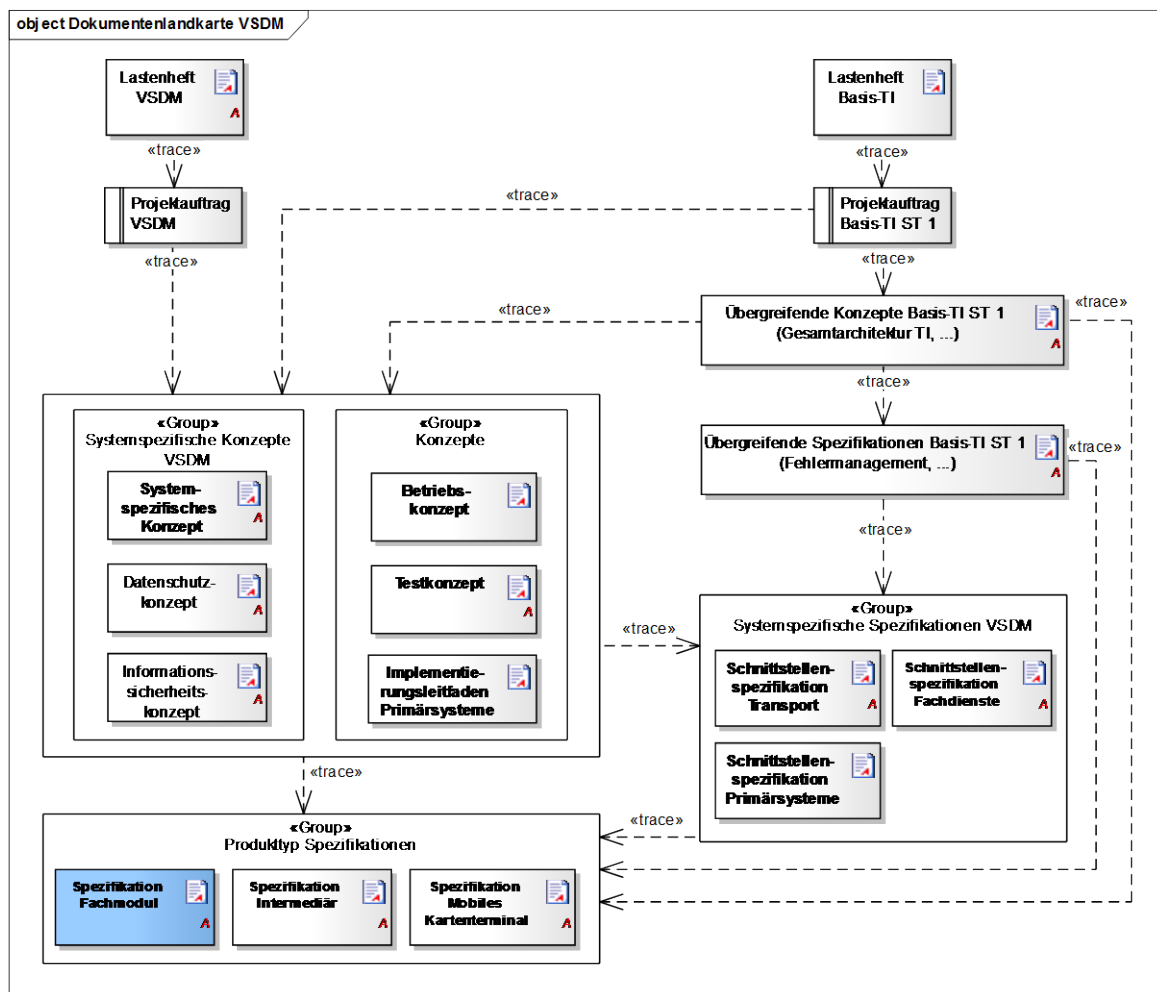 object Dokumentenlandkarte VSDM
Lastenheft
VSDM
A
Lastenheft
Basis-TI
«trace»
«trace»
Projektauftrag
VSDM
«trace»
Projektauftrag
Basis-TI ST 1
«trace»
«trace»
Übergreifende Konzepte Basis-TI ST 1
(Gesamtarchitektur TI, ...)
A
«trace»
«trace»
«trace»
Übergreifende Spezifikationen Basis-TI ST 1
(Fehlermanagement, ...)
A
«trace»
«trace»
«Group»
Systemspezifische Konzepte
VSDM
System-
spezifisches
Konzept
A
Datenschutz-
konzept
A
Informations-
sicherheits-
konzept
A
«Group»
Konzepte
Betriebs-
konzept
Testkonzept
A
Implementie-
rungsleitfaden
Primärsysteme
«trace»
«Group»
Systemspezifische Spezifikationen VSDM
Schnittstellen-
spezifikation
Transport
A
Schnittstellen-
spezifikation
Fachdienste
A
Schnittstellen-
spezifikation
Primärsysteme
«trace»
«trace»
«Group»
Produkttyp Spezifikationen
Spezifikation
Fachmodul
A
Spezifikation
Intermediär
A
Spezifikation
Mobiles
Kartenterminal
A